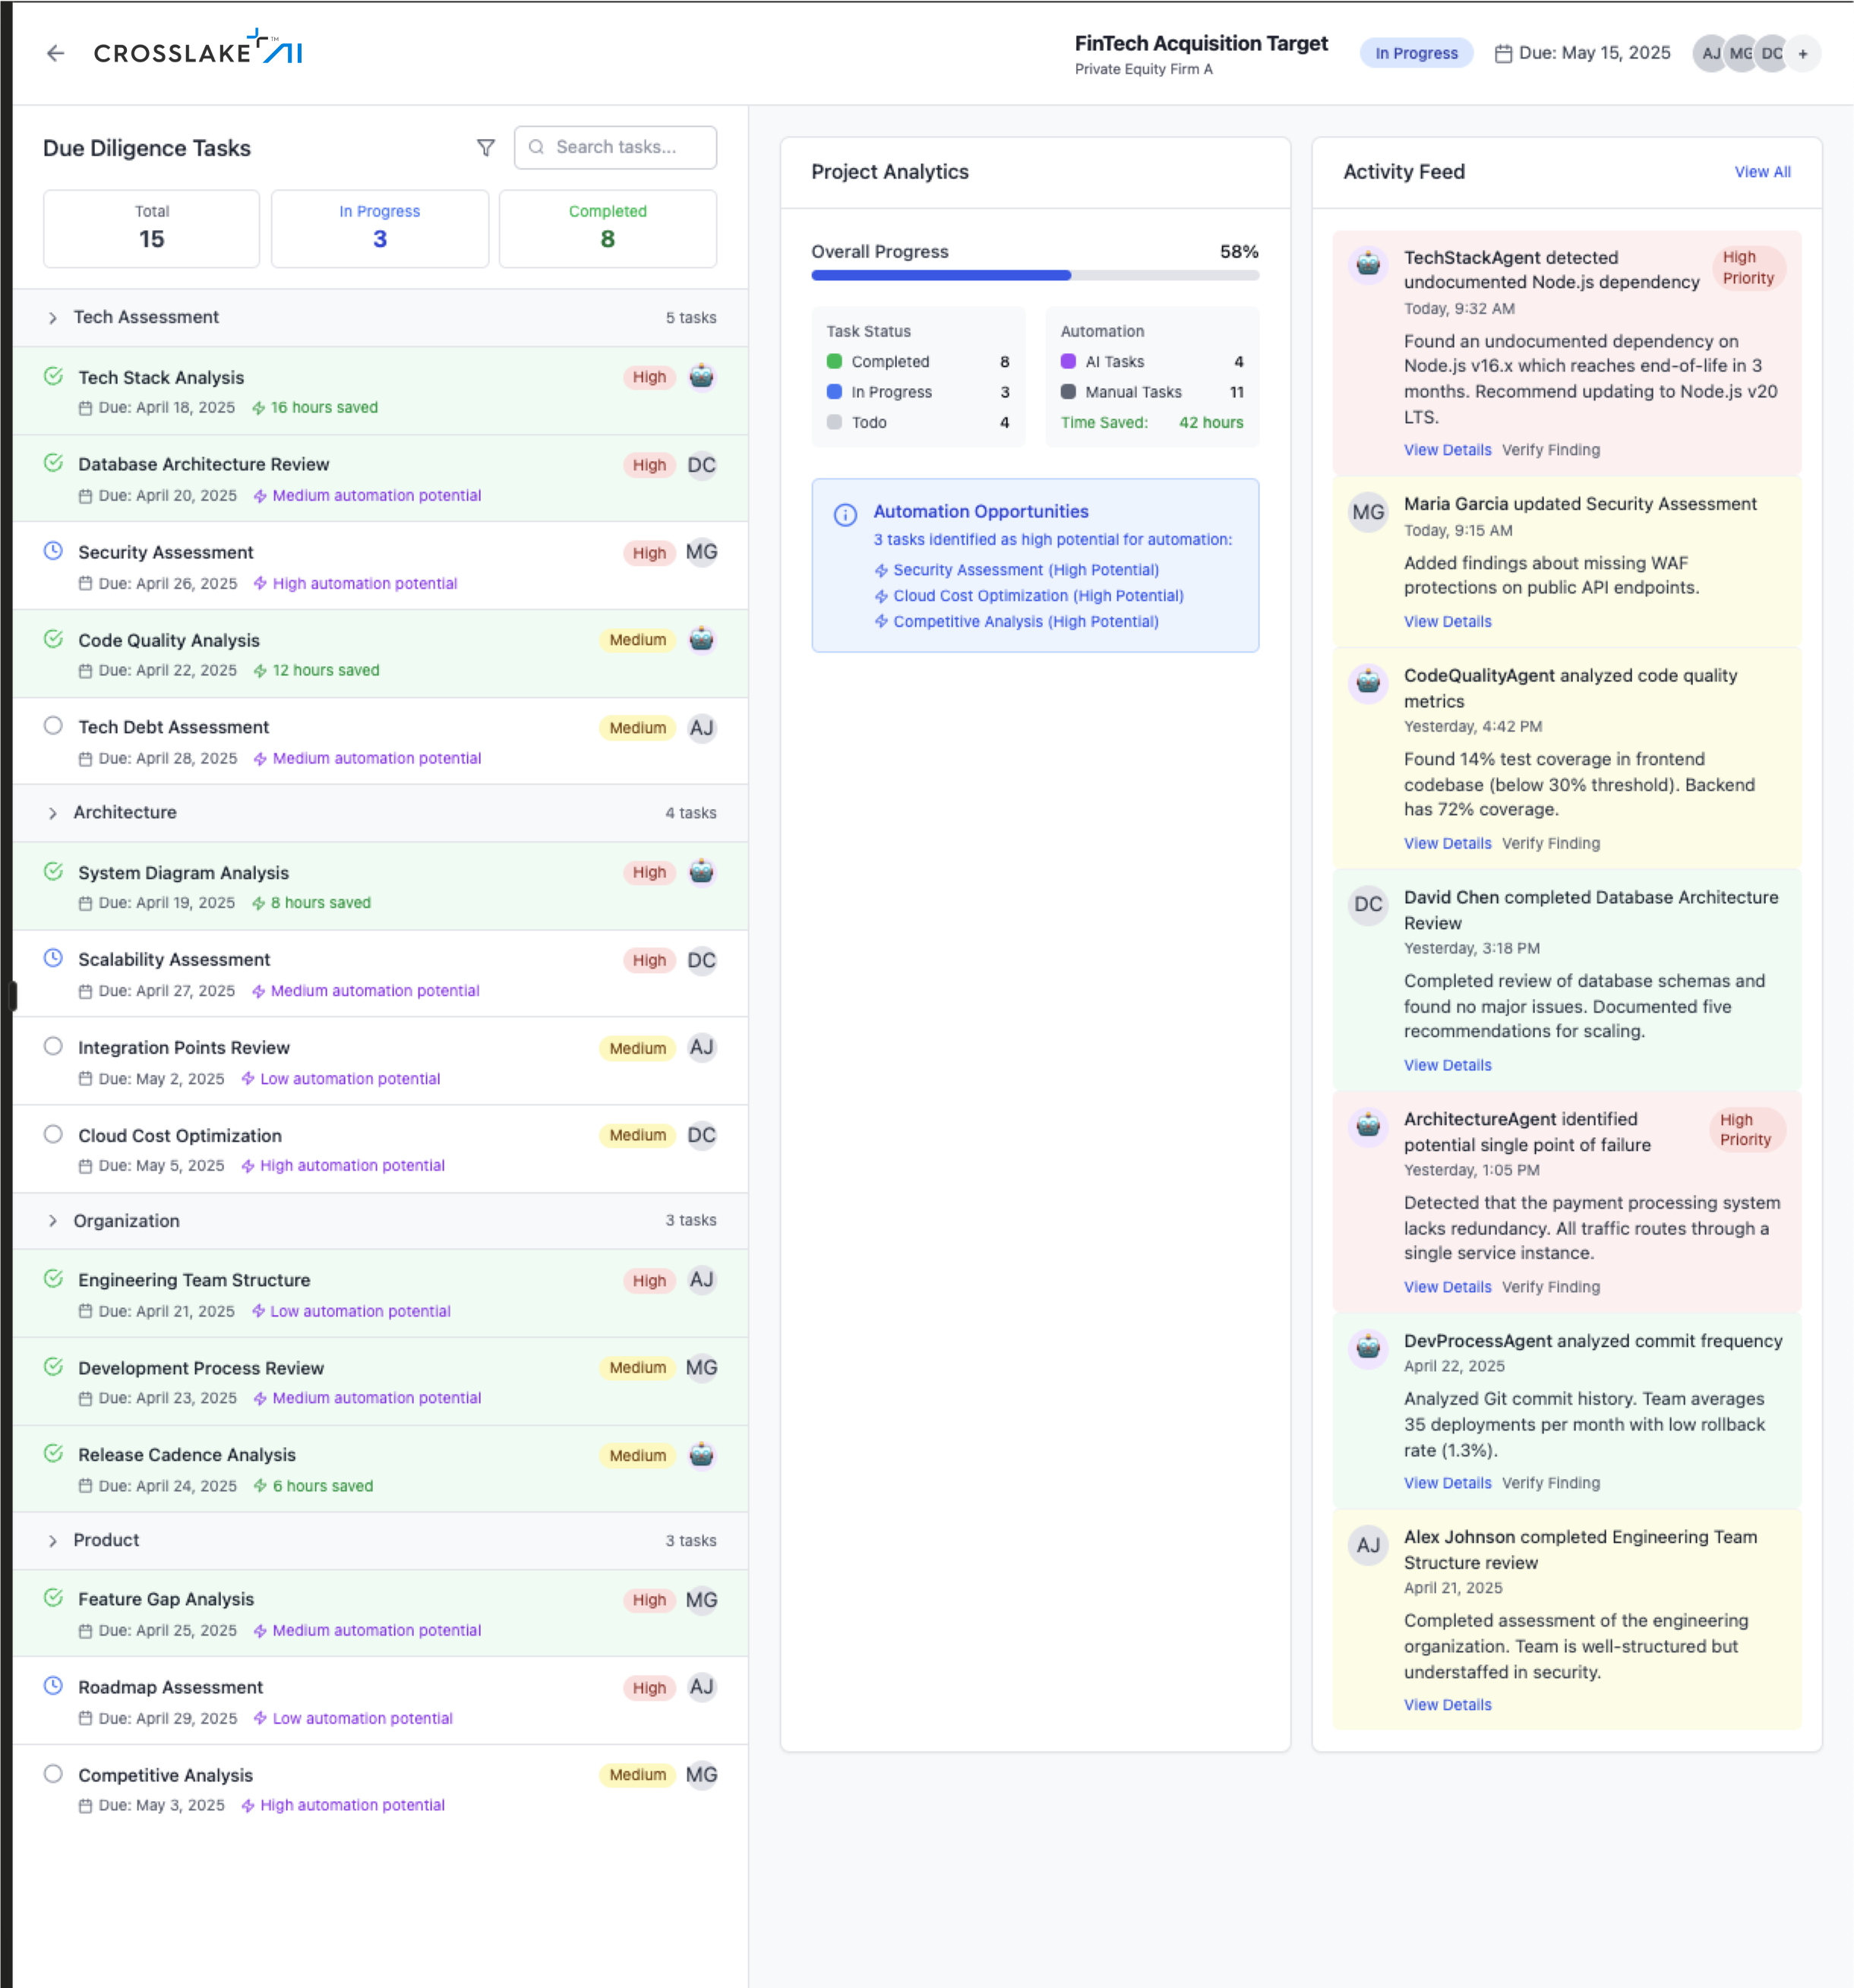 CROSSLAKE AI ™
FinTech Acquisition Target
Private Equity Firm A
In Progress
Due: May 15, 2025
AJ MG DC +
Due Diligence Tasks
Search tasks...
Total
15
In Progress
3
Completed
8
Tech Assessment 5 tasks
Tech Stack Analysis High
Due: April 18, 2025 16 hours saved
Database Architecture Review High DC
Due: April 20, 2025 Medium automation potential
Security Assessment High MG
Due: April 26, 2025 High automation potential
Code Quality Analysis Medium
Due: April 22, 2025 12 hours saved
Tech Debt Assessment Medium AJ
Due: April 28, 2025 Medium automation potential
Architecture 4 tasks
System Diagram Analysis High
Due: April 19, 2025 8 hours saved
Scalability Assessment High DC
Due: April 27, 2025 Medium automation potential
Integration Points Review Medium AJ
Due: May 2, 2025 Low automation potential
Cloud Cost Optimization Medium DC
Due: May 5, 2025 High automation potential
Organization 3 tasks
Engineering Team Structure High AJ
Due: April 21, 2025 Low automation potential
Development Process Review Medium MG
Due: April 23, 2025 Medium automation potential
Release Cadence Analysis Medium
Due: April 24, 2025 6 hours saved
Product 3 tasks
Feature Gap Analysis High MG
Due: April 25, 2025 Medium automation potential
Roadmap Assessment High AJ
Due: April 29, 2025 Low automation potential
Competitive Analysis Medium MG
Due: May 3, 2025 High automation potential
Project Analytics
Overall Progress 58%
Task Status
Completed 8
In Progress 3
Todo 4
Automation
AI Tasks 4
Manual Tasks 11
Time Saved: 42 hours
Automation Opportunities
3 tasks identified as high potential for automation:
Security Assessment (High Potential)
Cloud Cost Optimization (High Potential)
Competitive Analysis (High Potential)
Activity Feed View All
TechStackAgent detected
undocumented Node.js dependency
High
Priority
Today, 9:32 AM
Found an undocumented dependency on
Node.js v16.x which reaches end-of-life in 3
months. Recommend updating to Node.js v20
LTS.
View Details Verify Finding
MG
Maria Garcia updated Security Assessment
Today, 9:15 AM
Added findings about missing WAF
protections on public API endpoints.
View Details
CodeQualityAgent analyzed code quality
metrics
Yesterday, 4:42 PM
Found 14% test coverage in frontend
codebase (below 30% threshold). Backend
has 72% coverage.
View Details Verify Finding
DC
David Chen completed Database Architecture
Review
Yesterday, 3:18 PM
Completed review of database schemas and
found no major issues. Documented five
recommendations for scaling.
View Details
ArchitectureAgent identified
potential single point of failure
High
Priority
Yesterday, 1:05 PM
Detected that the payment processing system
lacks redundancy. All traffic routes through a
single service instance.
View Details Verify Finding
DevProcessAgent analyzed commit frequency
April 22, 2025
Analyzed Git commit history. Team averages
35 deployments per month with low rollback
rate (1.3%).
View Details Verify Finding
AJ
Alex Johnson completed Engineering Team
Structure review
April 21, 2025
Completed assessment of the engineering
organization. Team is well-structured but
understaffed in security.
View Details